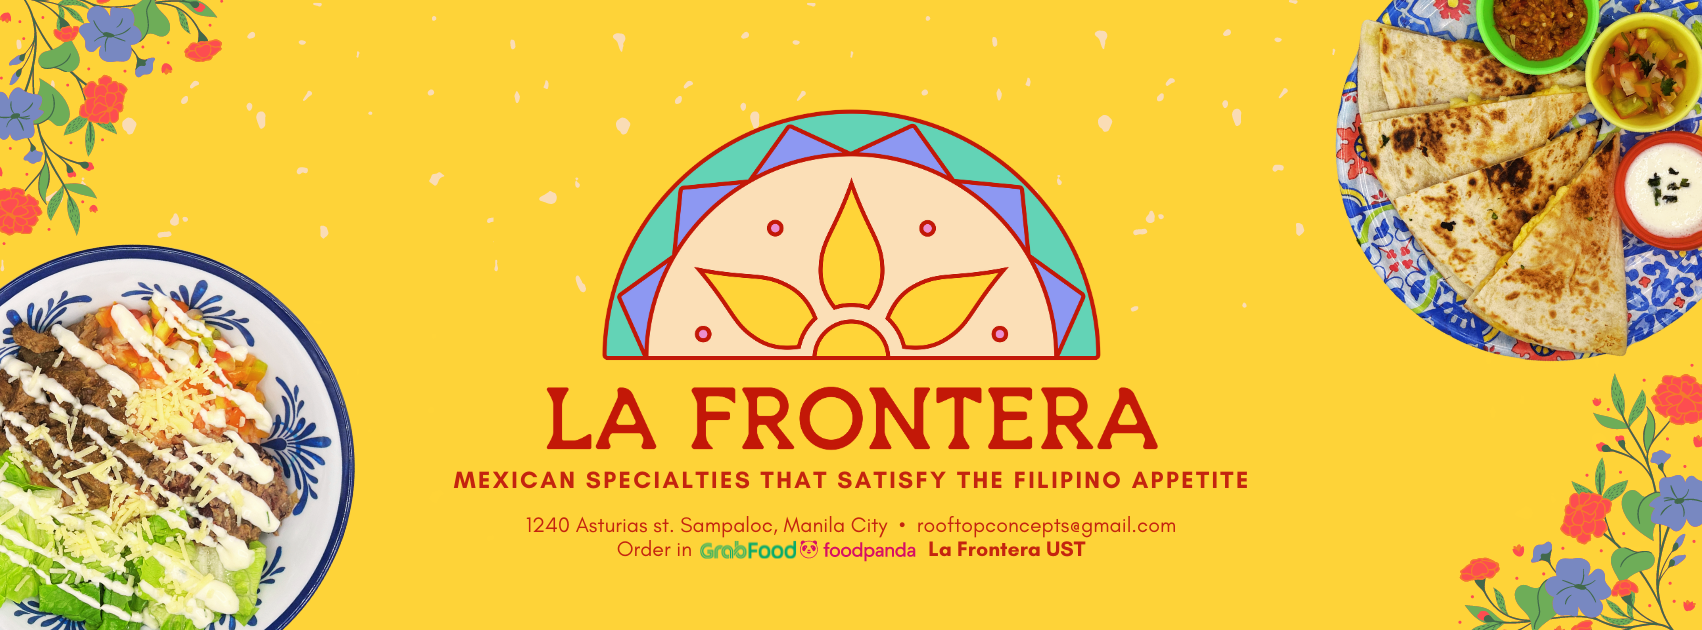 LA FRONTERA
MEXICAN SPECIALTIES THAT SATISFY THE FILIPINO APPETITE
1240 Asturias st. Sampaloc, Manila City • rooftopconcepts@gmail.com
Order in GrabFood foodpanda La Frontera UST